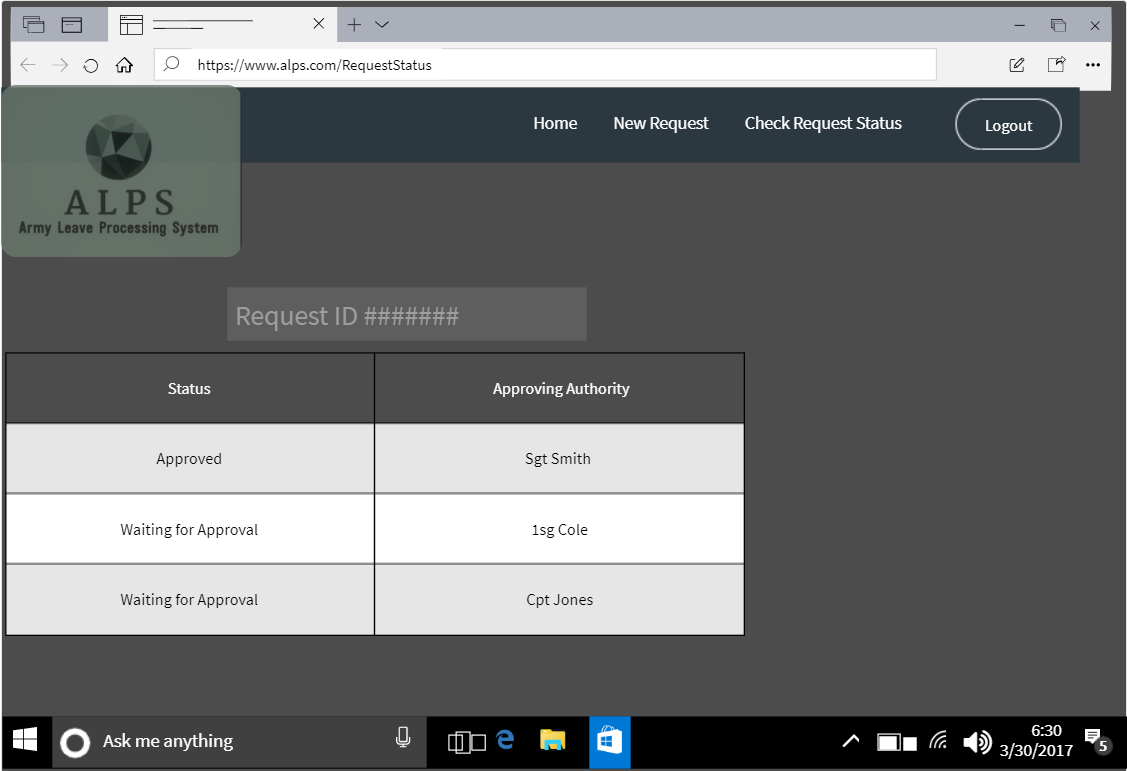 https://www.alps.com/RequestStatus
Home New Request Check Request Status Logout
ALPS
Army Leave Processing System
Request ID #######
Status Approving Authority
Approved Sgt Smith
Waiting for Approval 1sg Cole
Waiting for Approval Cpt Jones
Ask me anything
6:30
3/30/2017
5